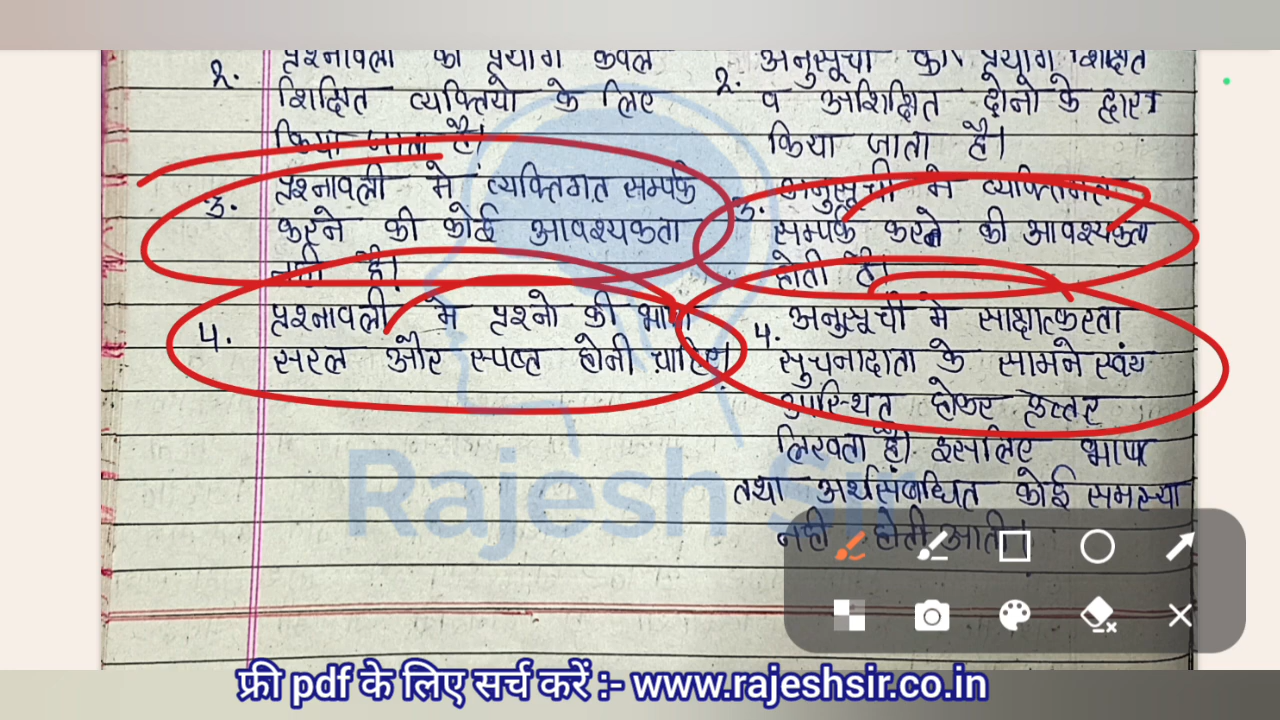 2. प्रश्नावली का प्रयोग केवल
शिक्षित व्यक्तियो के लिए
किया जाता है।
3. प्रश्नावली मे व्यक्तिगत सम्पर्क
करने की कोई आवश्यकता
नही है।
4. प्रश्नावली मे प्रश्नो की भाषा
सरल और स्पष्ट होनी चाहिए।
2. अनुसूची का प्रयोग शिक्षित
व अशिक्षित दोनो के द्वारा
किया जाता है।
3. अनुसूची मे व्यक्तिगत
सम्पर्क करने की आवश्यकता
होती है।
4. अनुसूची मे साक्षात्करता
सुचनादाता के सामने स्वंय
उपस्थित होकर उत्तर
लिखता है। इसलिए भाषा
तथा अर्थसंबधित कोई समस्या
नही होती आती।
Rajesh Sir
फ्री pdf के लिए सर्च करें :- www.rajeshsir.co.in